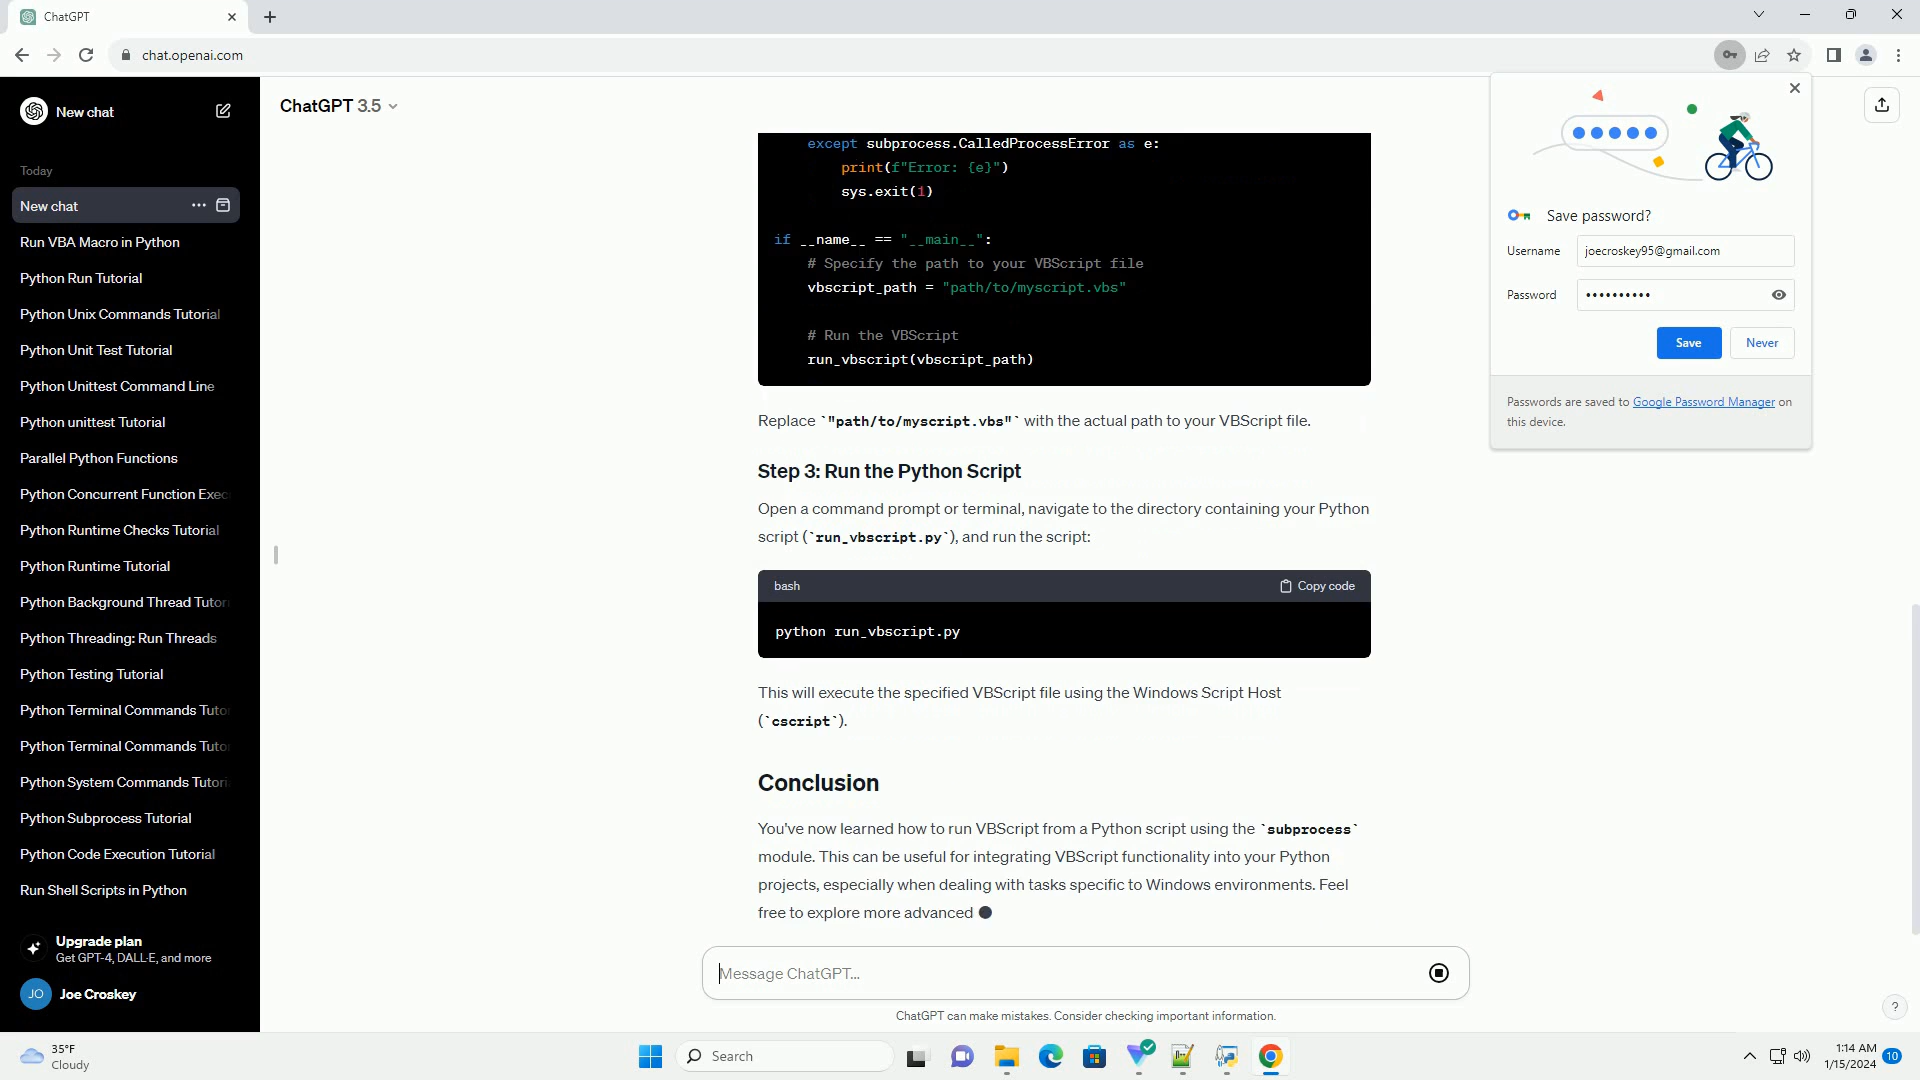 ChatGPT
chat.openai.com
New chat
Today
New chat
Run VBA Macro in Python
Python Run Tutorial
Python Unix Commands Tutorial
Python Unit Test Tutorial
Python Unittest Command Line
Python unittest Tutorial
Parallel Python Functions
Python Concurrent Function Exec
Python Runtime Checks Tutorial
Python Runtime Tutorial
Python Background Thread Tutor
Python Threading: Run Threads
Python Testing Tutorial
Python Terminal Commands Tuto
Python Terminal Commands Tuto
Python System Commands Tutori
Python Subprocess Tutorial
Python Code Execution Tutorial
Run Shell Scripts in Python
Upgrade plan
Get GPT-4, DALL·E, and more
JO Joe Croskey
ChatGPT 3.5
except subprocess.CalledProcessError as e:
print(f"Error: {e}")
sys.exit(1)
if __name__ == "__main__":
# Specify the path to your VBScript file
vbscript_path = "path/to/myscript.vbs"
# Run the VBScript
run_vbscript(vbscript_path)
Replace `"path/to/myscript.vbs"` with the actual path to your VBScript file.
Step 3: Run the Python Script
Open a command prompt or terminal, navigate to the directory containing your Python
script (`run_vbscript.py`), and run the script:
bash Copy code
python run_vbscript.py
This will execute the specified VBScript file using the Windows Script Host
(`cscript`).
Conclusion
You've now learned how to run VBScript from a Python script using the `subprocess`
module. This can be useful for integrating VBScript functionality into your Python
projects, especially when dealing with tasks specific to Windows environments. Feel
free to explore more advanced
Message ChatGPT...
ChatGPT can make mistakes. Consider checking important information.
Save password?
Username joecroskey95@gmail.com
Password ••••••••••
Save Never
Passwords are saved to Google Password Manager on
this device.
?
35°F
Cloudy
Search
1:14 AM
1/15/2024
10